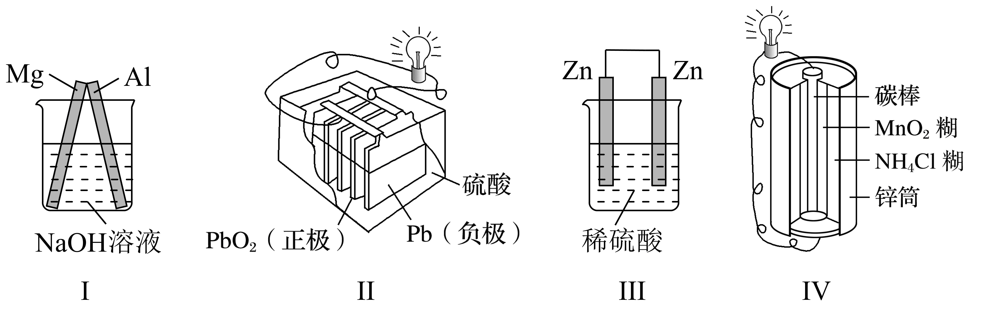 Mg
Al
NaOH溶液
I
PbO₂（正极）
Pb（负极）
硫酸
II
Zn
Zn
稀硫酸
III
碳棒
MnO₂ 糊
NH₄Cl 糊
锌筒
IV